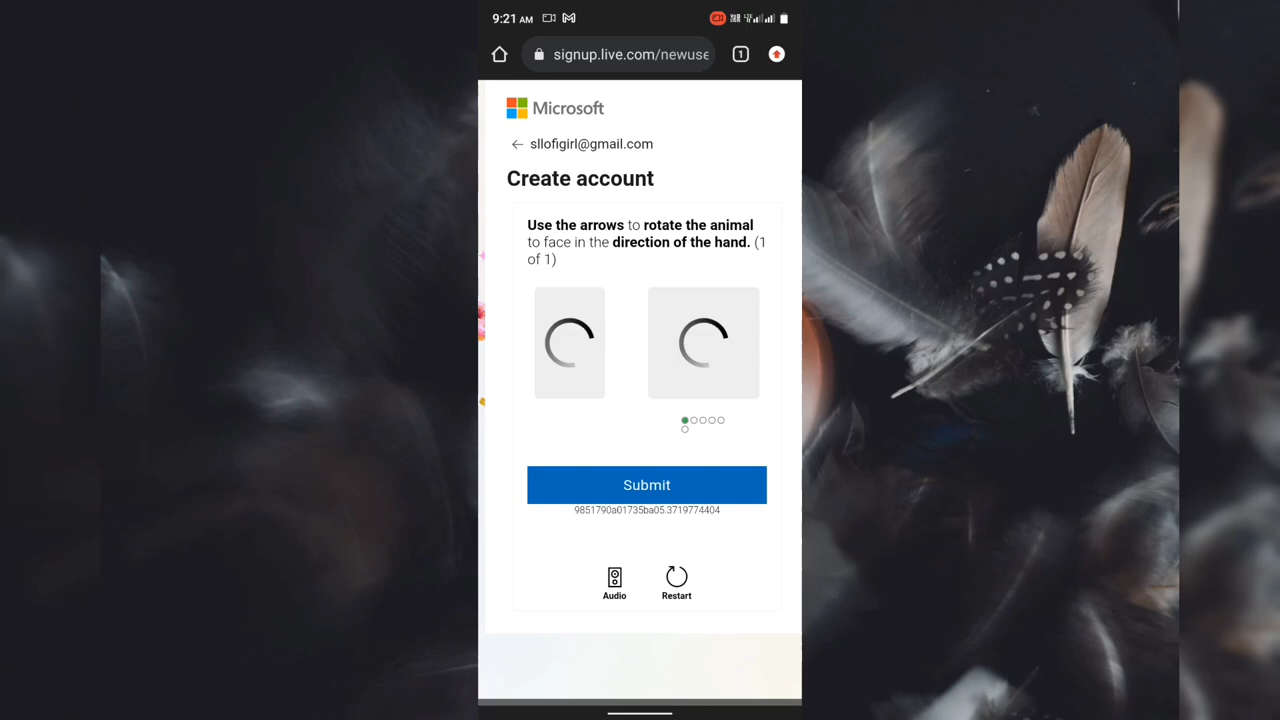 9:21 AM
signup.live.com/newuse
1
Microsoft
← sllofigirl@gmail.com
Create account
Use the arrows to rotate the animal
to face in the direction of the hand. (1
of 1)
Submit
9851790a01735ba05.3719774404
Audio
Restart